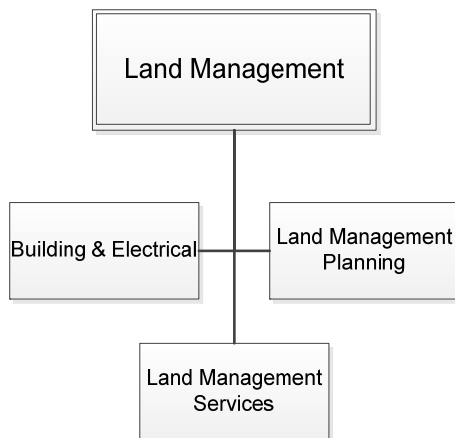 Land Management
Building & Electrical
Land Management
Planning
Land Management
Services